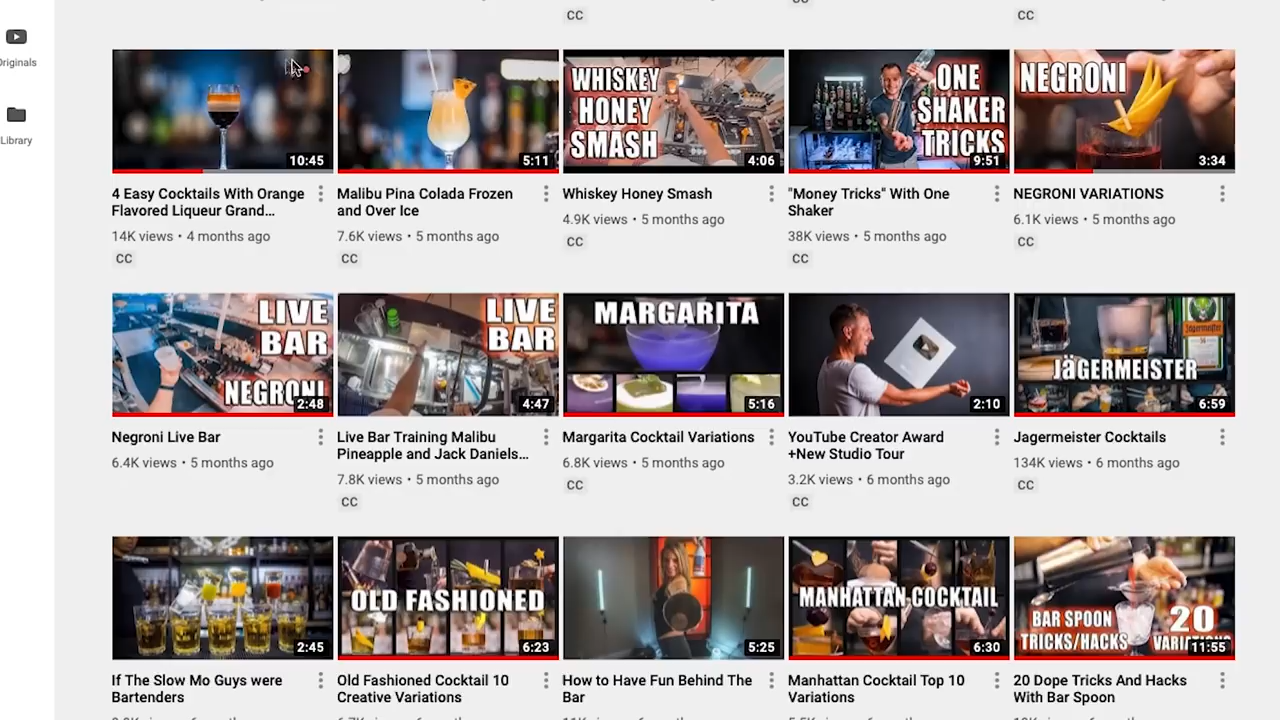 CC
CC
Originals
Library
10:45
5:11
WHISKEY
HONEY
SMASH
4:06
ONE
SHAKER
TRICKS
9:51
NEGRONI
3:34
4 Easy Cocktails With Orange
Flavored Liqueur Grand…
14K views • 4 months ago
CC
Malibu Pina Colada Frozen
and Over Ice
7.6K views • 5 months ago
CC
Whiskey Honey Smash
4.9K views • 5 months ago
CC
"Money Tricks" With One
Shaker
38K views • 5 months ago
CC
NEGRONI VARIATIONS
6.1K views • 5 months ago
CC
LIVE
BAR
NEGRONI
2:48
LIVE
BAR
4:47
MARGARITA
5:16
2:10
Jägermeister
JÄGERMEISTER
6:59
Negroni Live Bar
6.4K views • 5 months ago
Live Bar Training Malibu
Pineapple and Jack Daniels…
7.8K views • 5 months ago
CC
Margarita Cocktail Variations
6.8K views • 5 months ago
CC
YouTube Creator Award
+New Studio Tour
3.2K views • 6 months ago
CC
Jagermeister Cocktails
134K views • 6 months ago
CC
2:45
OLD FASHIONED
6:23
5:25
MANHATTAN COCKTAIL
6:30
BAR SPOON
TRICKS/HACKS
20
VARIATIONS
11:55
If The Slow Mo Guys were
Bartenders
Old Fashioned Cocktail 10
Creative Variations
How to Have Fun Behind The
Bar
Manhattan Cocktail Top 10
Variations
20 Dope Tricks And Hacks
With Bar Spoon